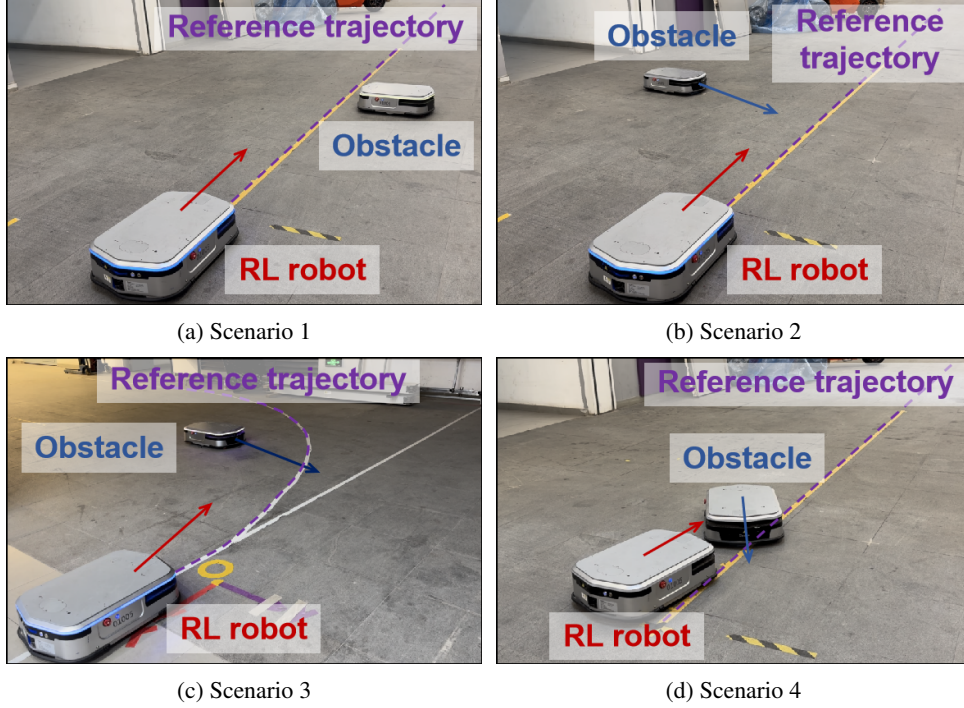 Reference trajectory
Obstacle
RL robot
(a) Scenario 1
Obstacle
Reference
trajectory
RL robot
(b) Scenario 2
Reference trajectory
Obstacle
RL robot
(c) Scenario 3
Reference trajectory
Obstacle
RL robot
(d) Scenario 4